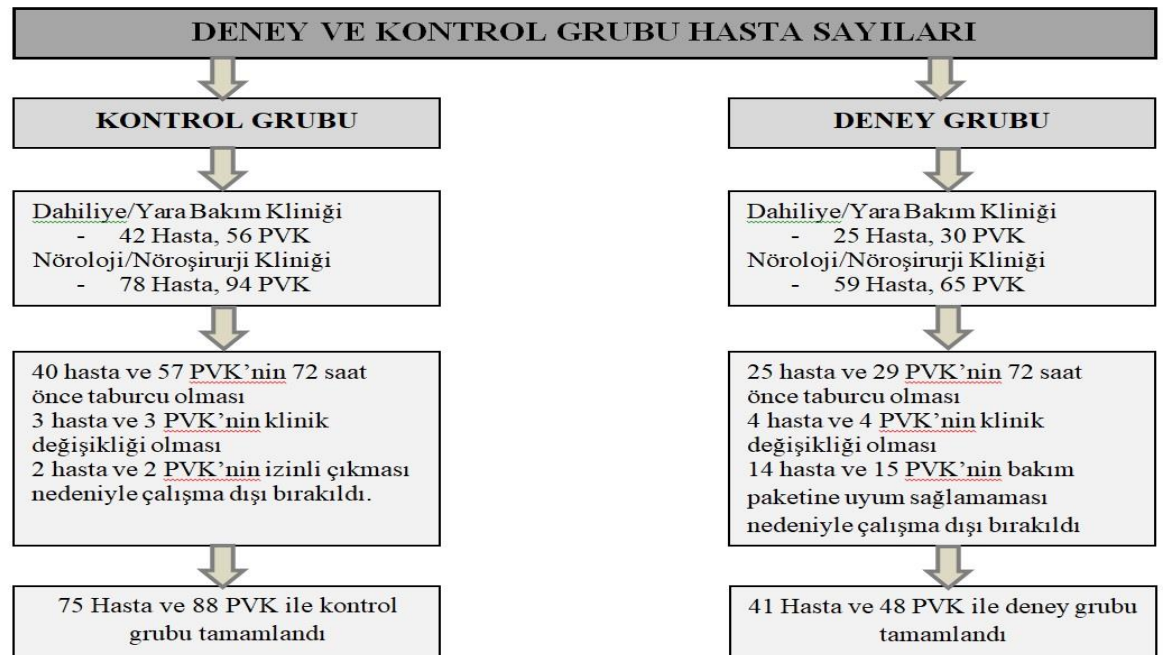 DENEY VE KONTROL GRUBU HASTA SAYILARI
KONTROL GRUBU
Dahiliye/Yara Bakım Kliniği
- 42 Hasta, 56 PVK
Nöroloji/Nöroşirurji Kliniği
- 78 Hasta, 94 PVK
40 hasta ve 57 PVK’nin 72 saat
önce taburcu olması
3 hasta ve 3 PVK’nin klinik
değişikliği olması
2 hasta ve 2 PVK’nin izinli çıkması
nedeniyle çalışma dışı bırakıldı.
75 Hasta ve 88 PVK ile kontrol
grubu tamamlandı
DENEY GRUBU
Dahiliye/Yara Bakım Kliniği
- 25 Hasta, 30 PVK
Nöroloji/Nöroşirurji Kliniği
- 59 Hasta, 65 PVK
25 hasta ve 29 PVK’nin 72 saat
önce taburcu olması
4 hasta ve 4 PVK’nin klinik
değişikliği olması
14 hasta ve 15 PVK’nin bakım
paketine uyum sağlamaması
nedeniyle çalışma dışı bırakıldı
41 Hasta ve 48 PVK ile deney grubu
tamamlandı